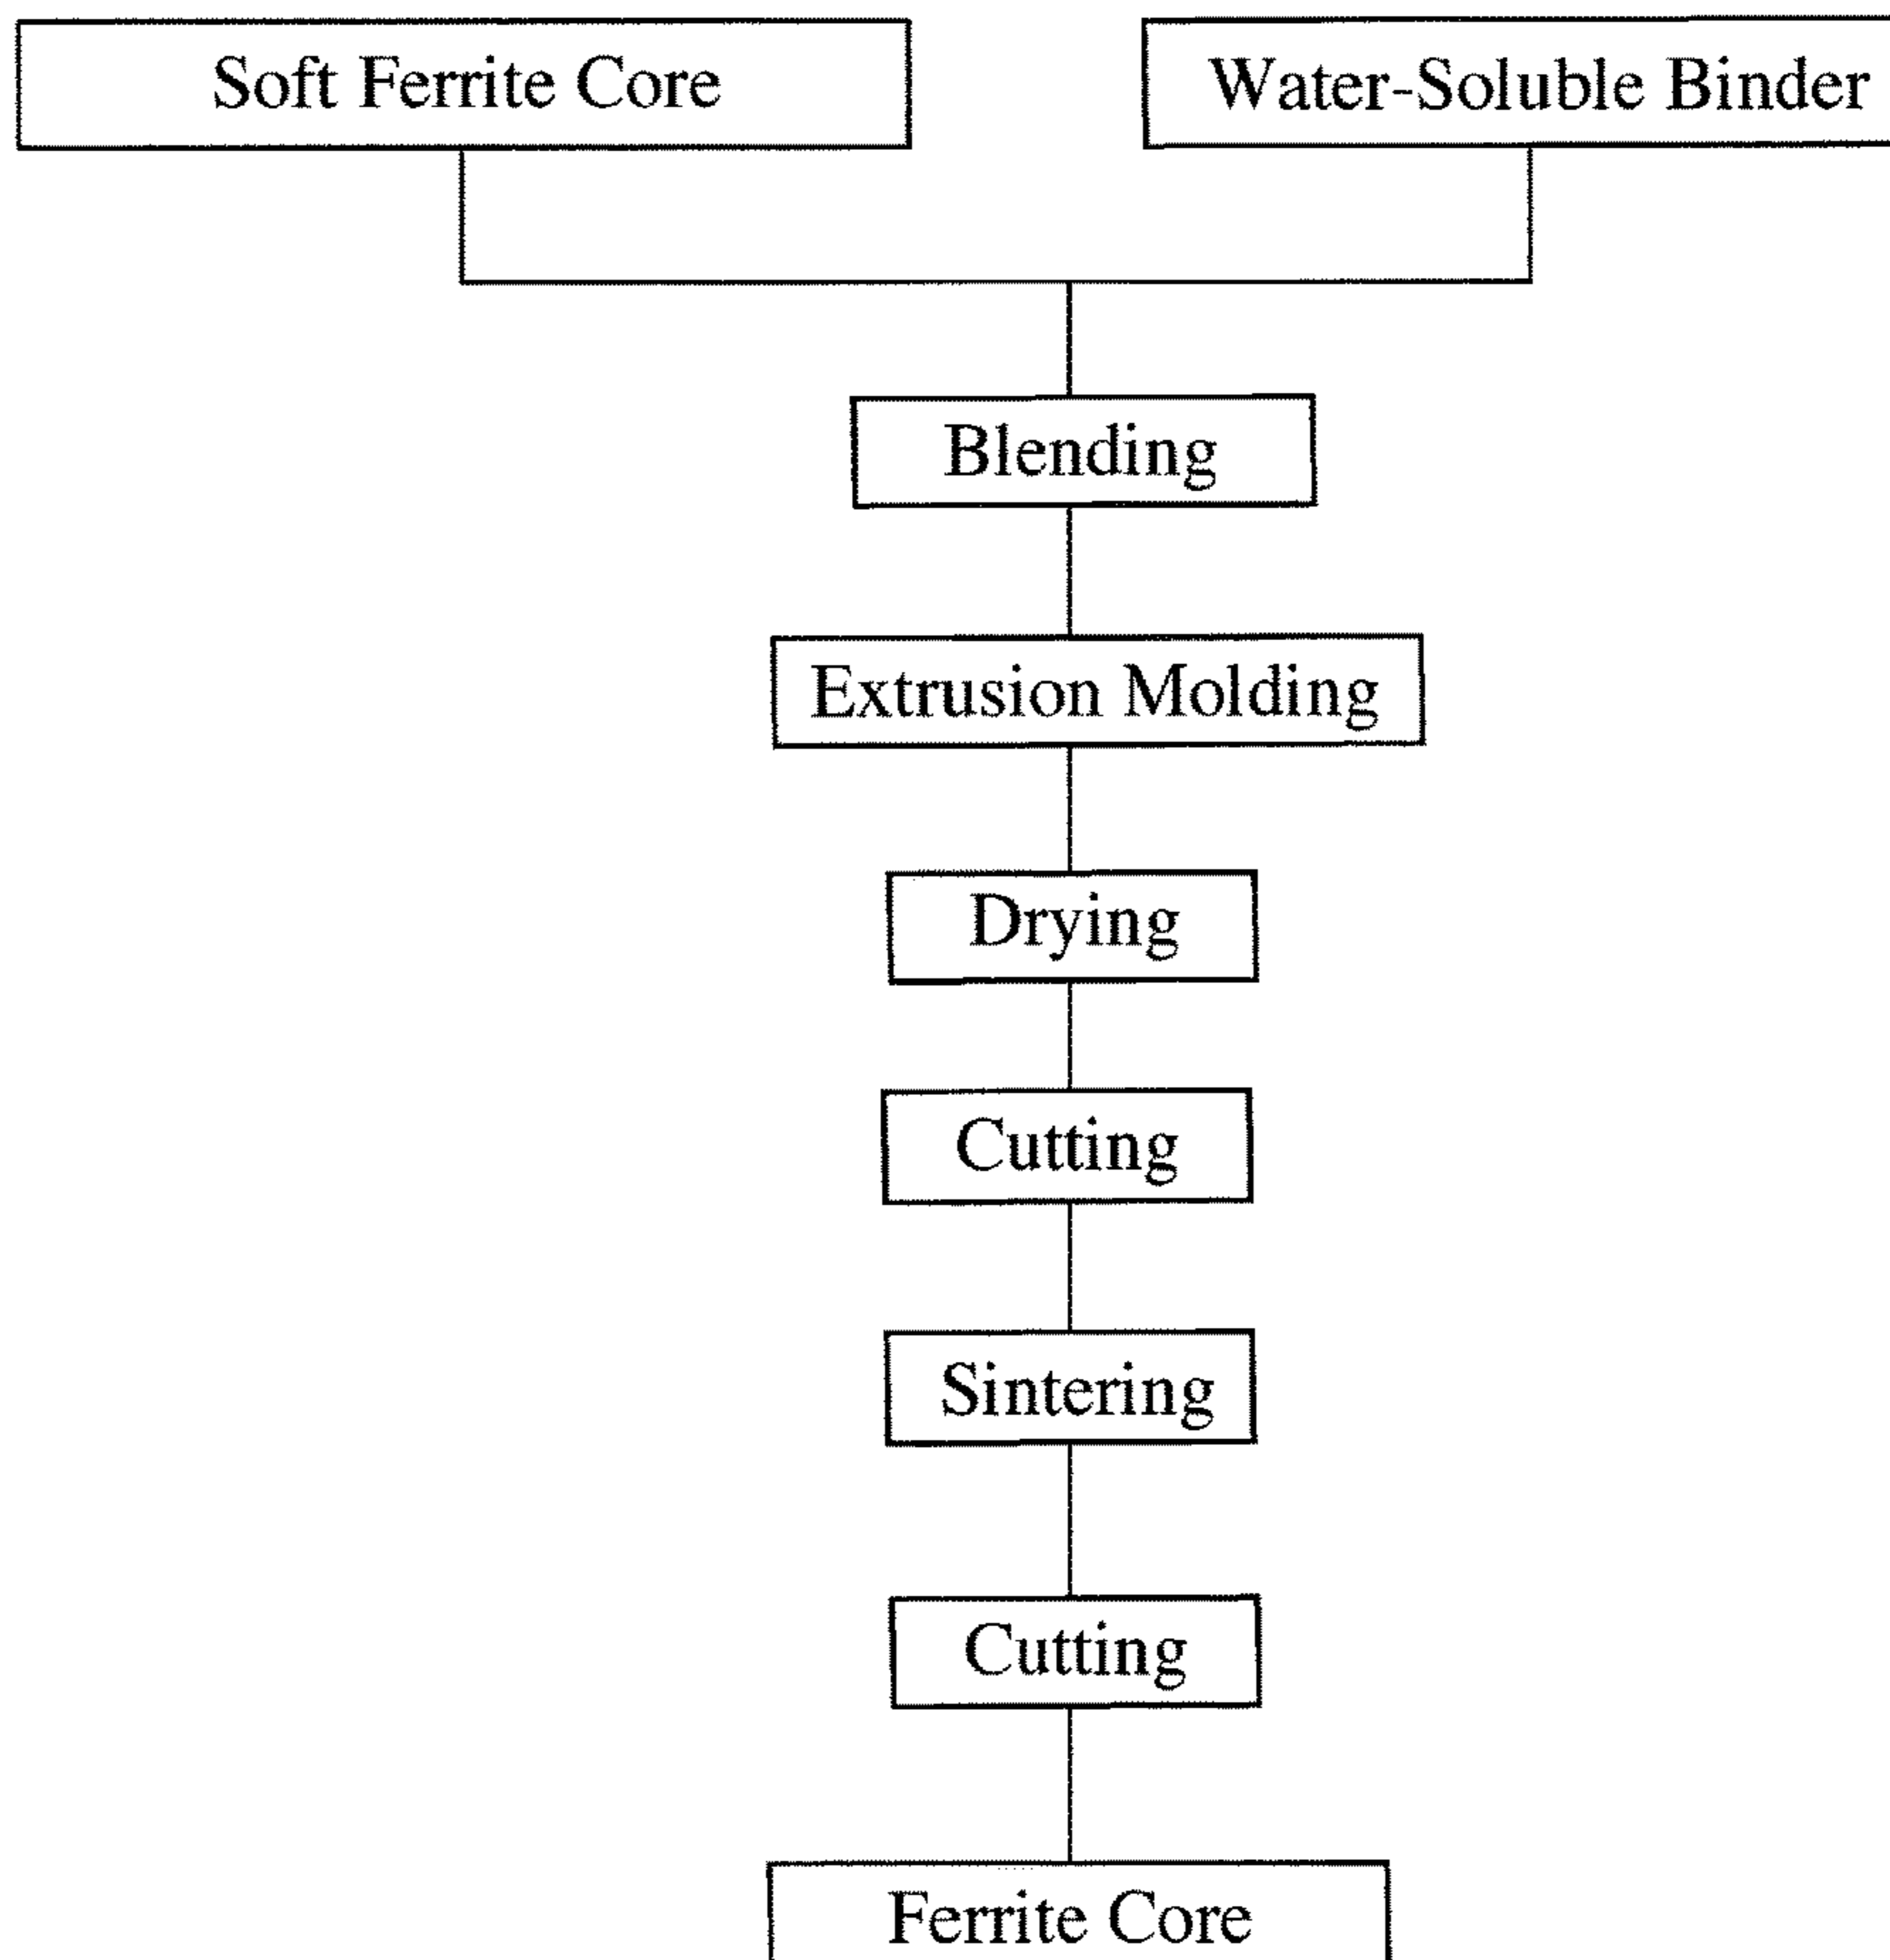 Soft Ferrite Core
Water-Soluble Binder
Blending
Extrusion Molding
Drying
Cutting
Sintering
Cutting
Ferrite Core